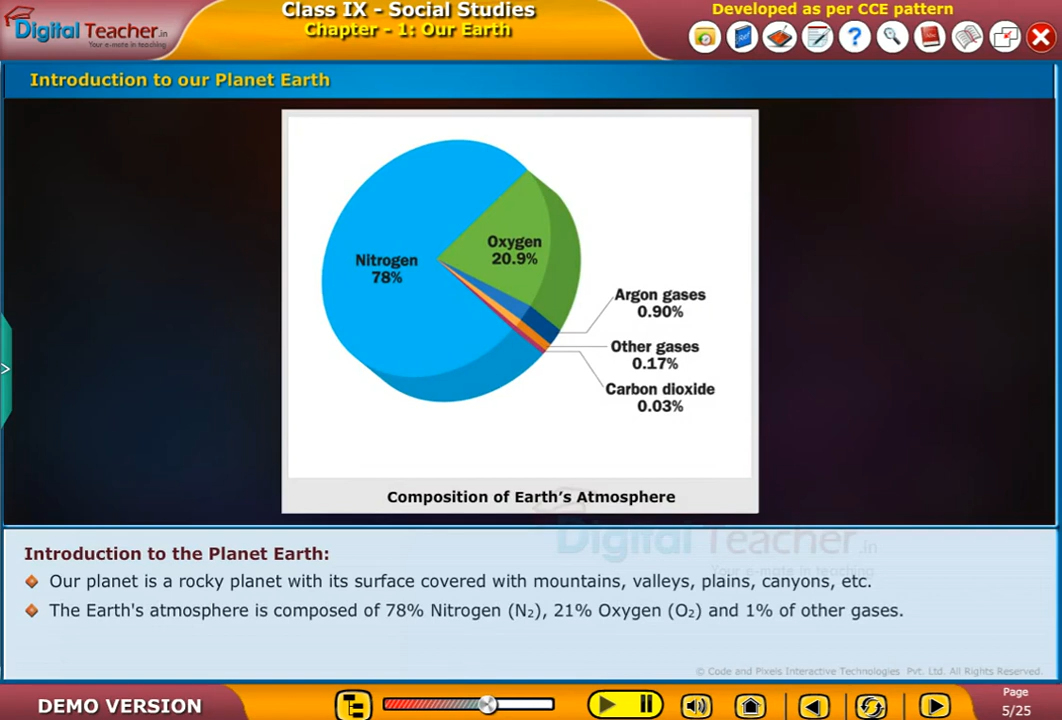 Digital Teacher.in
Your e-mate in teaching
Class IX - Social Studies
Chapter - 1: Our Earth
Developed as per CCE pattern
Introduction to our Planet Earth
Nitrogen
78%
Oxygen
20.9%
Argon gases
0.90%
Other gases
0.17%
Carbon dioxide
0.03%
Composition of Earth's Atmosphere
Digital Teacher.in
Your e-mate in teaching
Introduction to the Planet Earth:
Our planet is a rocky planet with its surface covered with mountains, valleys, plains, canyons, etc.
The Earth's atmosphere is composed of 78% Nitrogen (N₂), 21% Oxygen (O₂) and 1% of other gases.
© Code and Pixels Interactive Technologies Pvt. Ltd. All Rights Reserved.
DEMO VERSION
Page
5/25